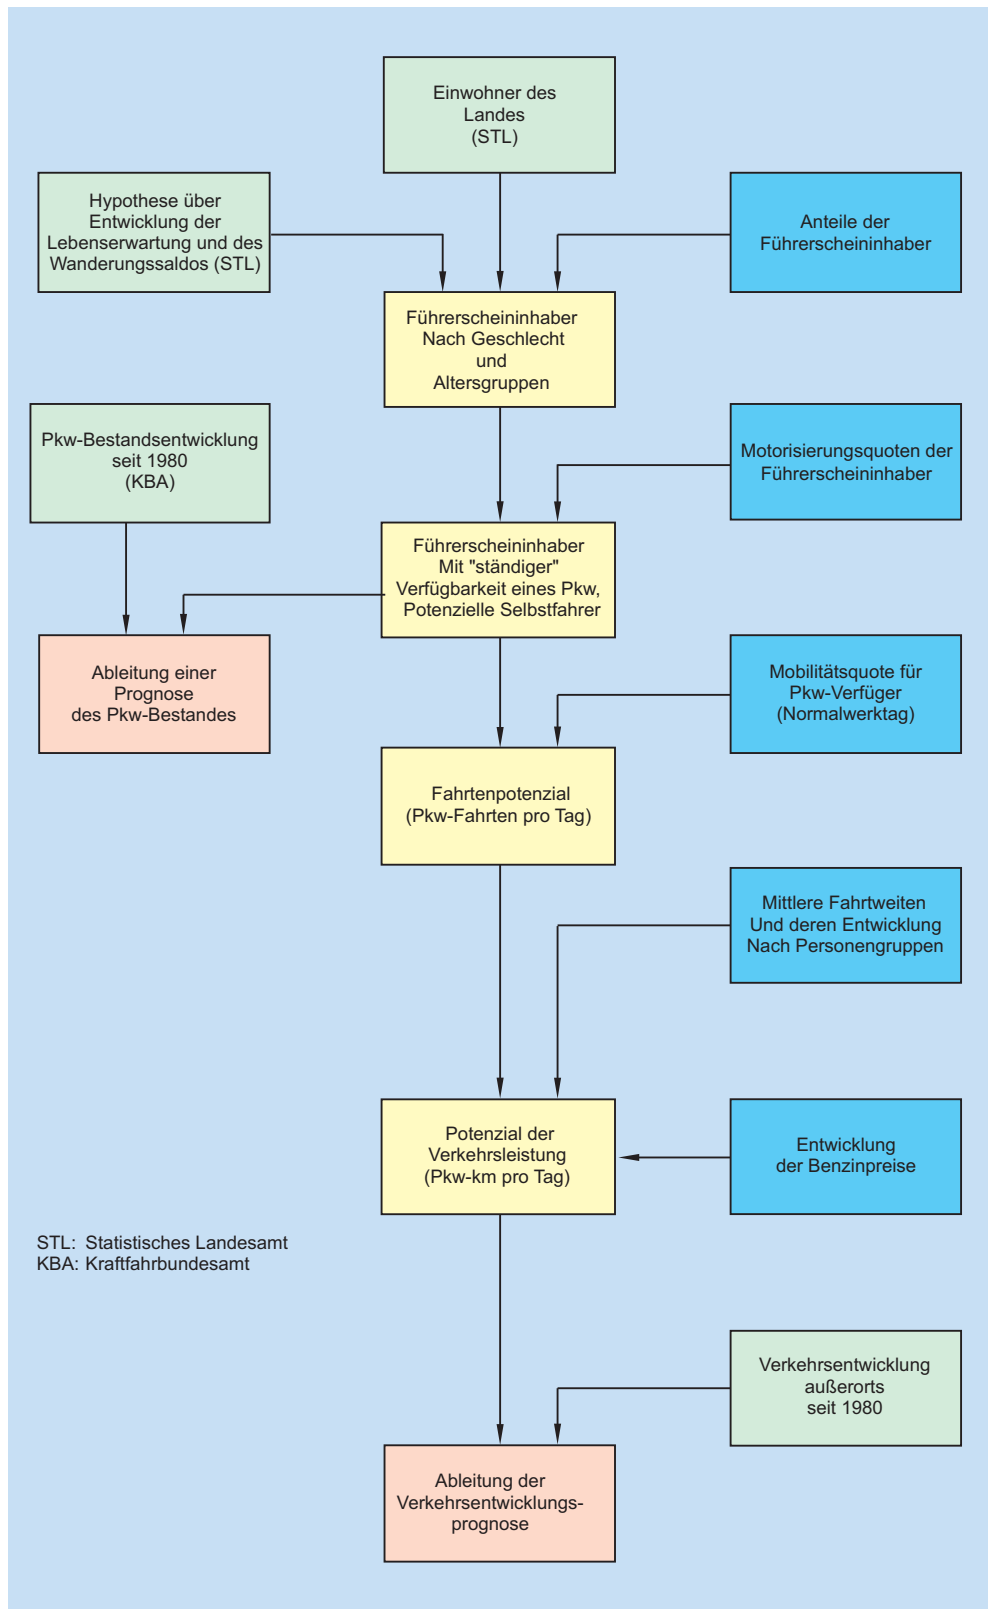 Einwohner des
Landes
(STL)
Hypothese über
Entwicklung der
Lebenserwartung und des
Wanderungssaldos (STL)
Anteile der
Führerscheininhaber
Führerscheininhaber
Nach Geschlecht
und
Altersgruppen
Pkw-Bestandsentwicklung
seit 1980
(KBA)
Motorisierungsquoten der
Führerscheininhaber
Führerscheininhaber
Mit "ständiger"
Verfügbarkeit eines Pkw,
Potenzielle Selbstfahrer
Ableitung einer
Prognose
des Pkw-Bestandes
Mobilitätsquote für
Pkw-Verfüger
(Normalwerktag)
Fahrtenpotenzial
(Pkw-Fahrten pro Tag)
Mittlere Fahrtweiten
Und deren Entwicklung
Nach Personengruppen
Potenzial der
Verkehrsleistung
(Pkw-km pro Tag)
Entwicklung
der Benzinpreise
STL: Statistisches Landesamt
KBA: Kraftfahrbundesamt
Verkehrsentwicklung
außerorts
seit 1980
Ableitung der
Verkehrsentwicklungs-
prognose